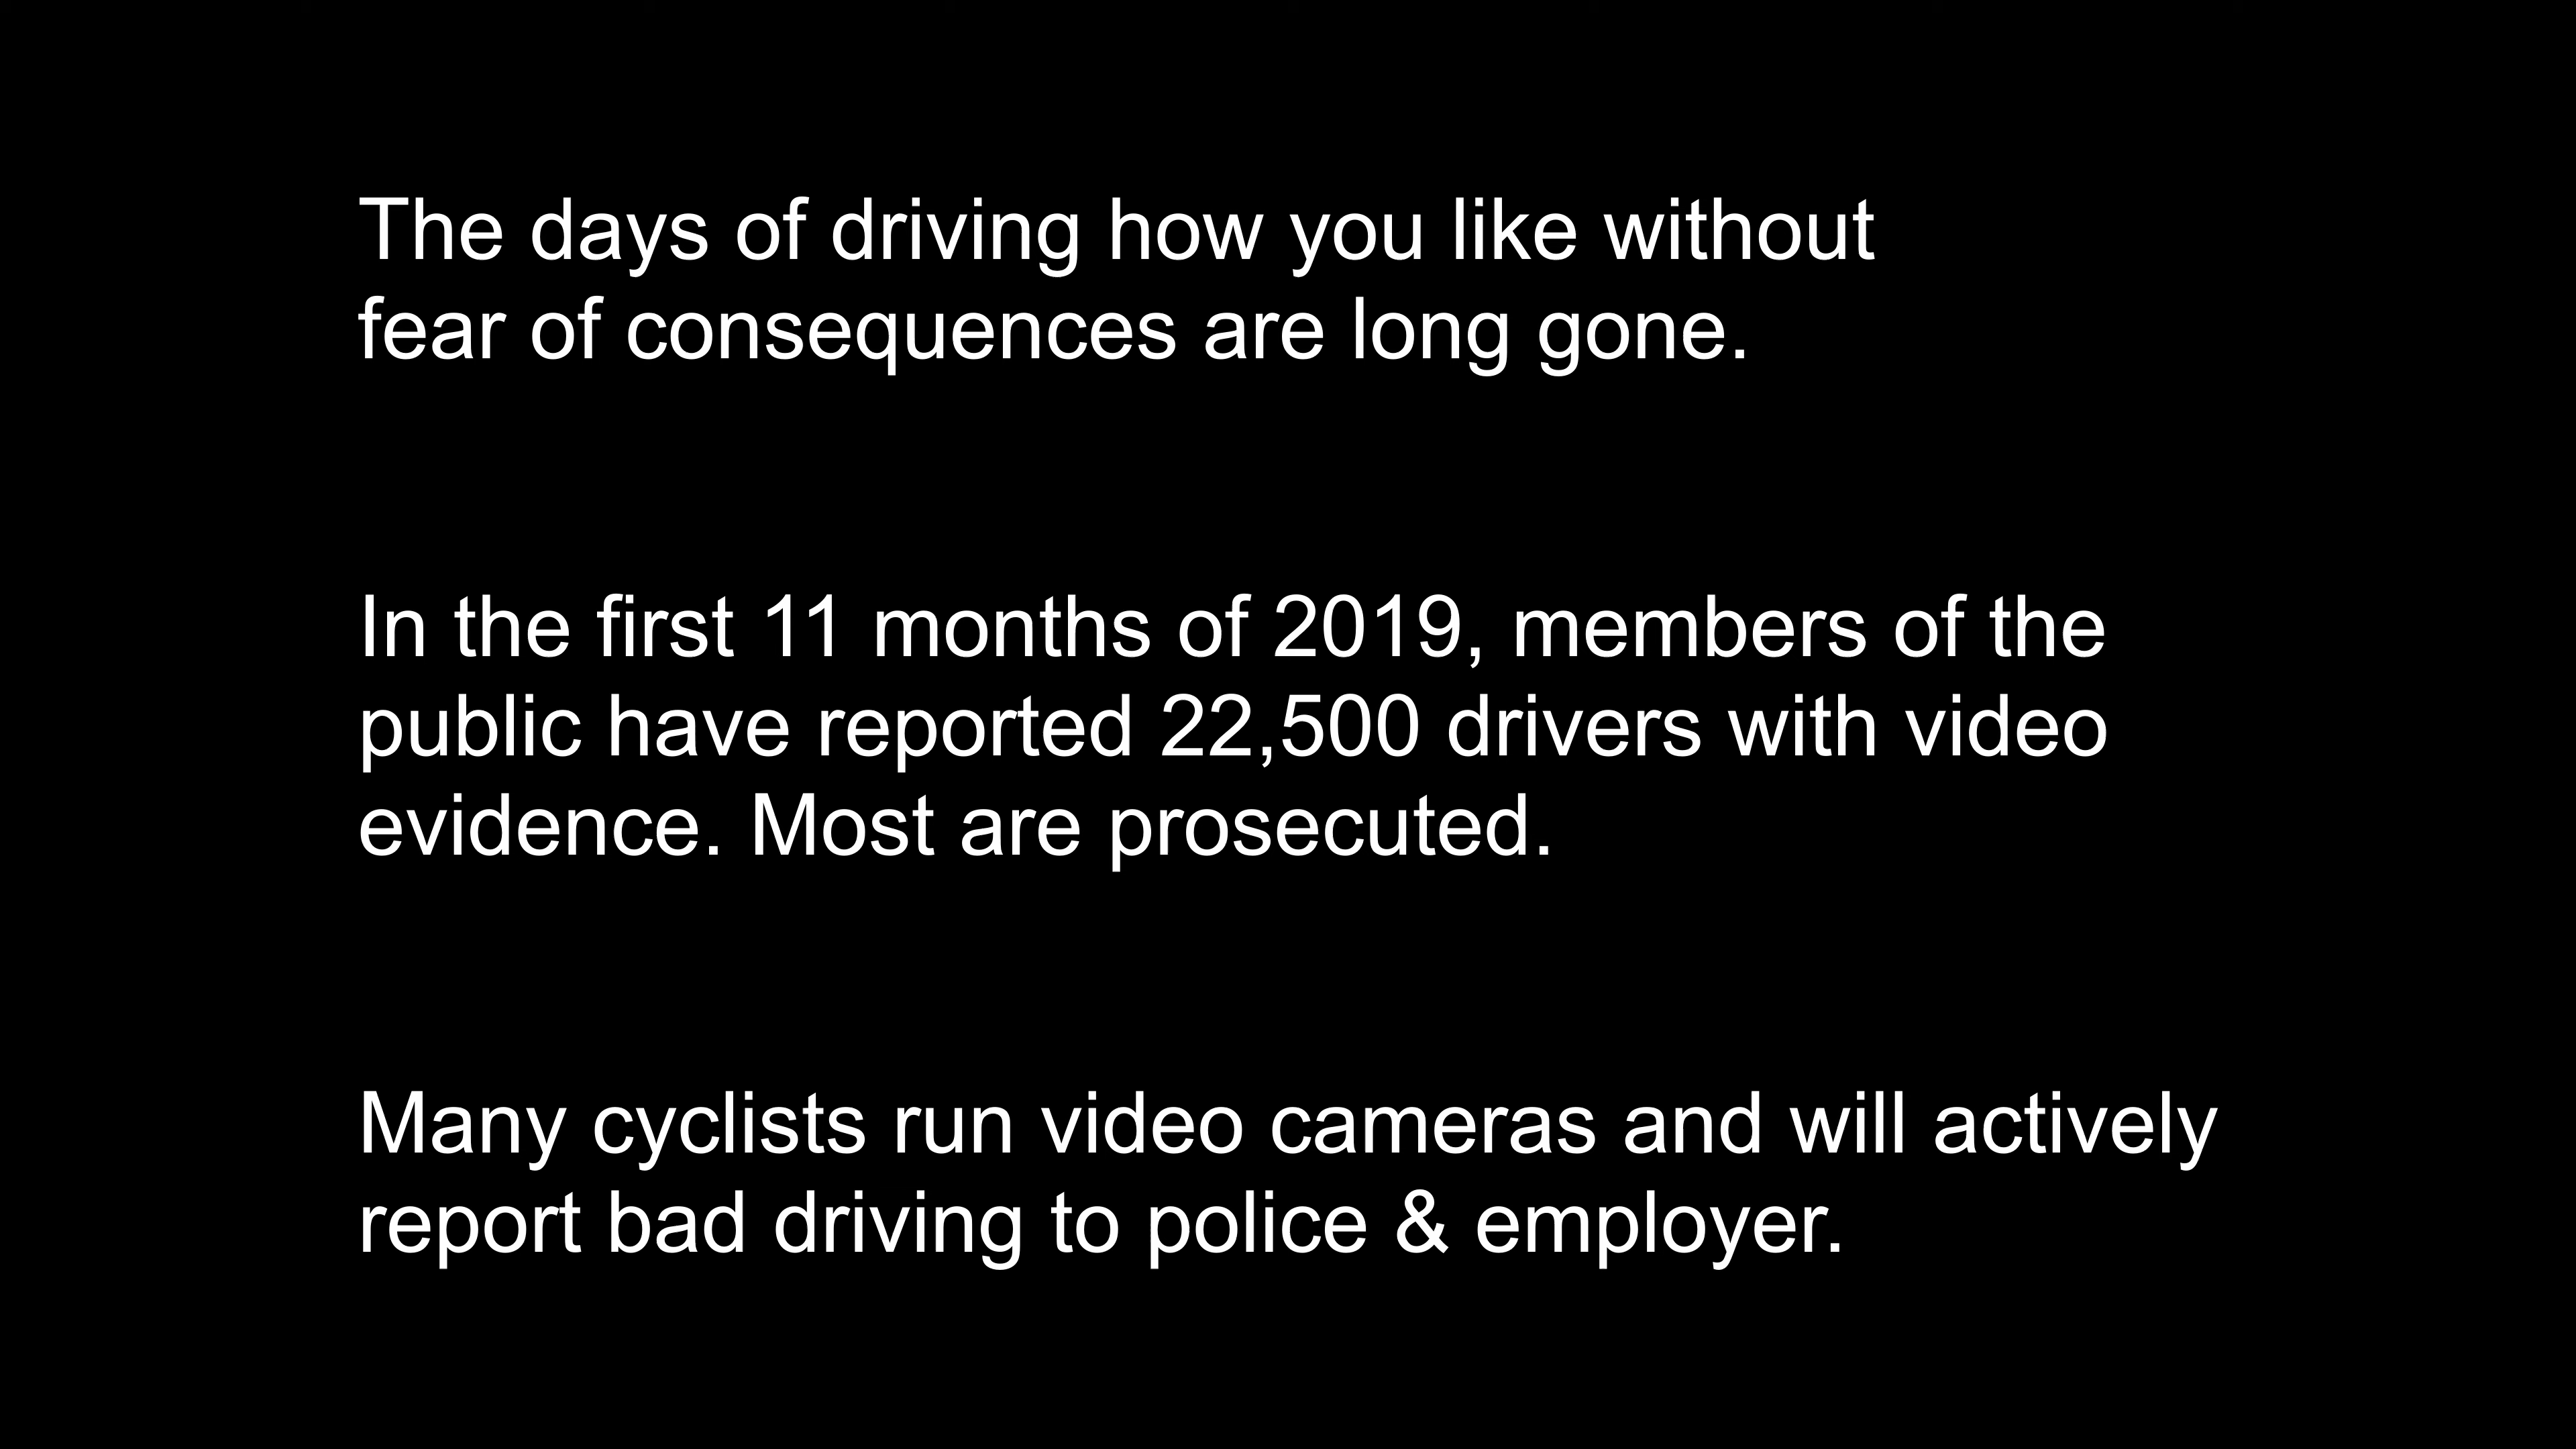 The days of driving how you like without
fear of consequences are long gone.
In the first 11 months of 2019, members of the
public have reported 22,500 drivers with video
evidence. Most are prosecuted.
Many cyclists run video cameras and will actively
report bad driving to police & employer.